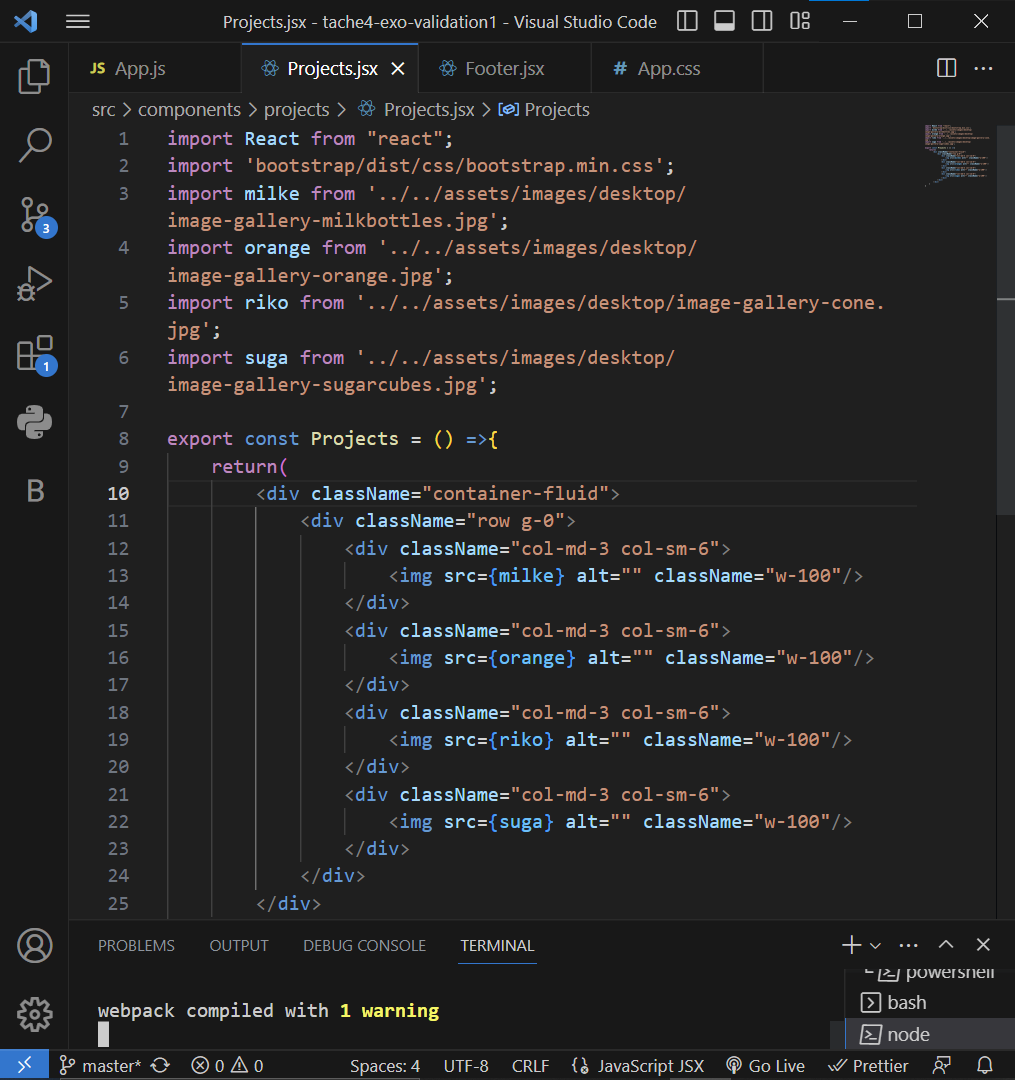 Projects.jsx - tache4-exo-validation1 - Visual Studio Code
JS App.js
Projects.jsx
Footer.jsx
# App.css
src > components > projects > Projects.jsx > Projects
1 import React from "react";
2 import 'bootstrap/dist/css/bootstrap.min.css';
3 import milke from '../../assets/images/desktop/
image-gallery-milkbottles.jpg';
4 import orange from '../../assets/images/desktop/
image-gallery-orange.jpg';
5 import riko from '../../assets/images/desktop/image-gallery-cone.
jpg';
6 import suga from '../../assets/images/desktop/
image-gallery-sugarcubes.jpg';
7
8 export const Projects = () =>{
9 return(
10 <div className="container-fluid">
11 <div className="row g-0">
12 <div className="col-md-3 col-sm-6">
13 <img src={milke} alt="" className="w-100"/>
14 </div>
15 <div className="col-md-3 col-sm-6">
16 <img src={orange} alt="" className="w-100"/>
17 </div>
18 <div className="col-md-3 col-sm-6">
19 <img src={riko} alt="" className="w-100"/>
20 </div>
21 <div className="col-md-3 col-sm-6">
22 <img src={suga} alt="" className="w-100"/>
23 </div>
24 </div>
25 </div>
3
1
B
PROBLEMS OUTPUT DEBUG CONSOLE TERMINAL
powershell
bash
node
webpack compiled with 1 warning
master* 0 0 Spaces: 4 UTF-8 CRLF JavaScript JSX Go Live Prettier